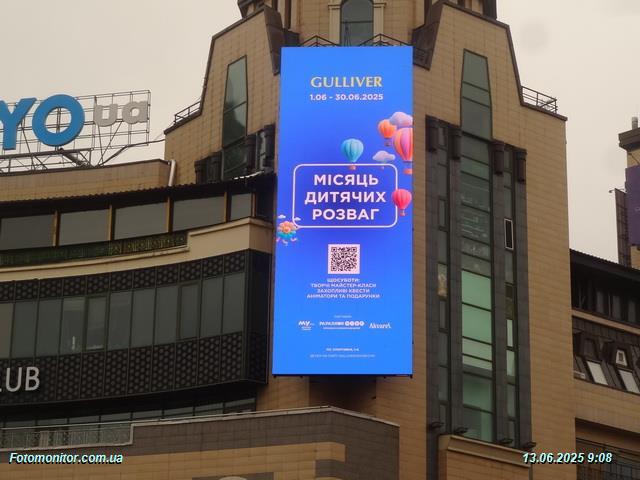 YO ua
GULLIVER
1.06 - 30.06.2025
МІСЯЦЬ
ДИТЯЧИХ
РОЗВАГ
ЩОСУБОТИ:
ТВОРЧІ МАЙСТЕР-КЛАСИ
ЗАХОПЛИВІ КВЕСТИ
АНІМАТОРИ ТА ПОДАРУНКИ
LUB
Fotomonitor.com.ua
13.06.2025 9:08